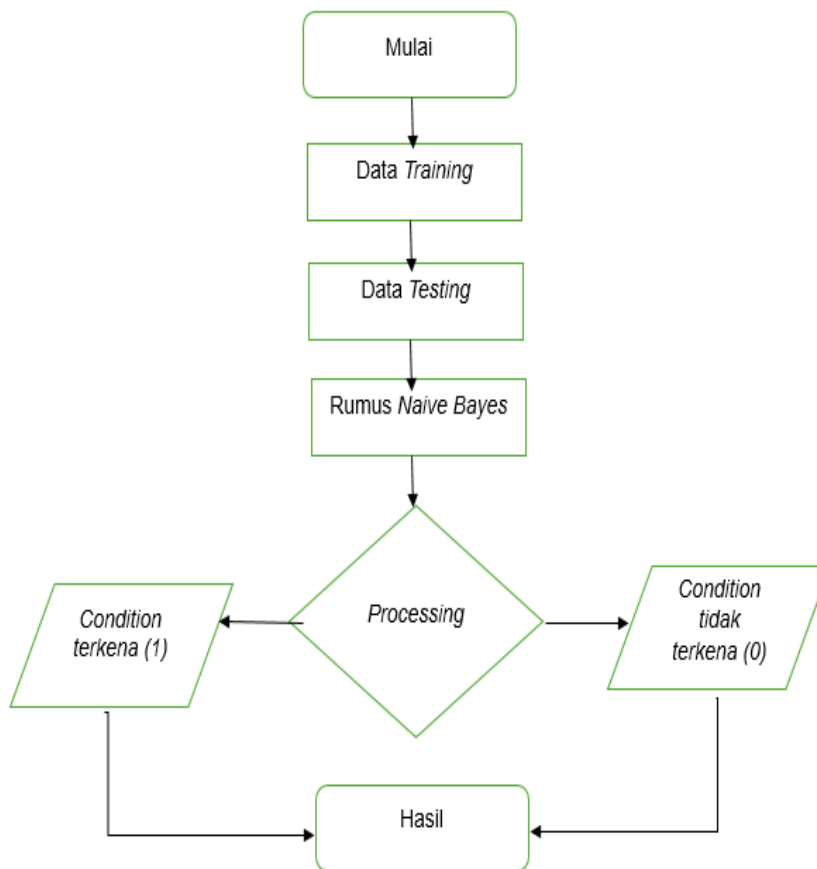 Mulai
Data Training
Data Testing
Rumus Naive Bayes
Processing
Condition
terkena (1)
Condition
tidak
terkena (0)
Hasil